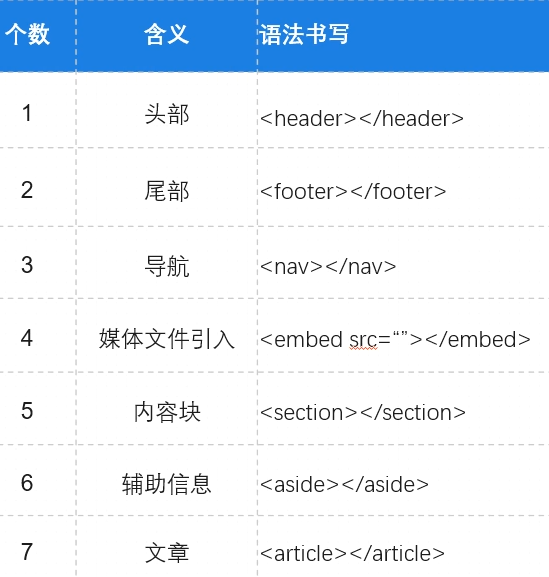 个数 含义 语法书写
1 头部 <header></header>
2 尾部 <footer></footer>
3 导航 <nav></nav>
4 媒体文件引入 <embed src=“”></embed>
5 内容块 <section></section>
6 辅助信息 <aside></aside>
7 文章 <article></article>